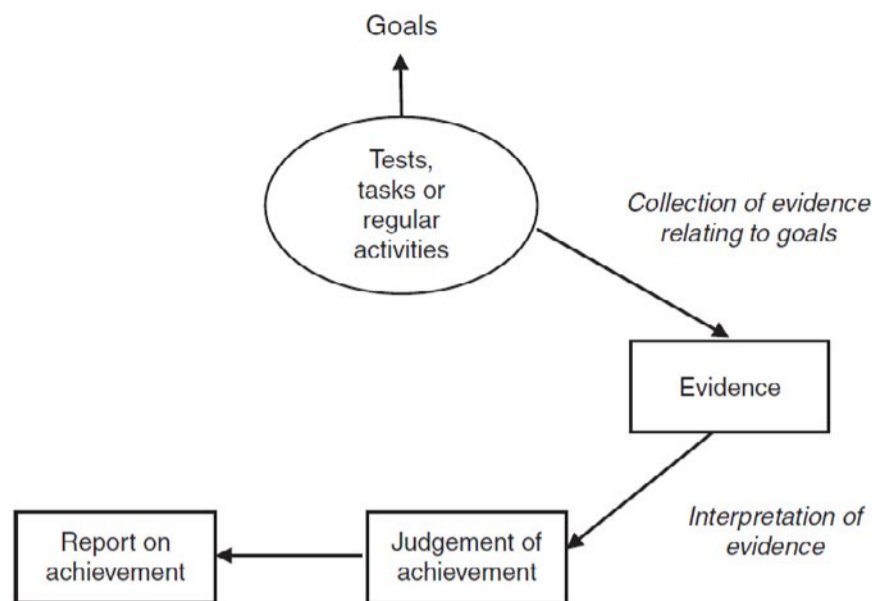 Goals
Tests,
tasks or
regular
activities
Collection of evidence
relating to goals
Evidence
Interpretation of
evidence
Judgement of
achievement
Report on
achievement